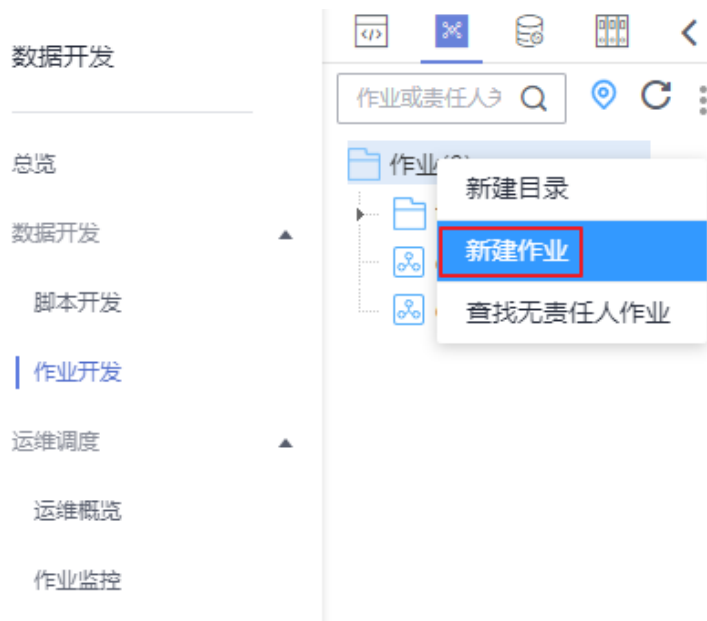 数据开发
总览
数据开发
脚本开发
作业开发
运维调度
运维概览
作业监控
</>
作业或责任人
作业
新建目录
新建作业
查找无责任人作业